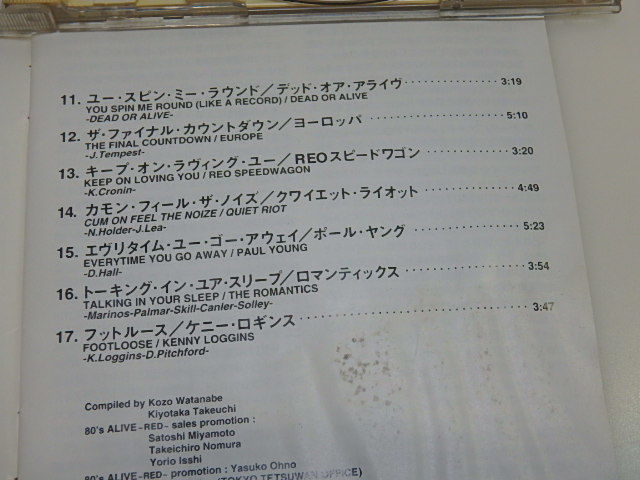 11. ユー・スピン・ミー・ラウンド／デッド・オア・アライヴ 3:19
YOU SPIN ME ROUND (LIKE A RECORD) / DEAD OR ALIVE
-DEAD OR ALIVE-
12. ザ・ファイナル・カウントダウン／ヨーロッパ 5:10
THE FINAL COUNTDOWN / EUROPE
-J.Tempest-
13. キープ・オン・ラヴィング・ユー／REOスピードワゴン 3:20
KEEP ON LOVING YOU / REO SPEEDWAGON
-K.Cronin-
14. カモン・フィール・ザ・ノイズ／クワイエット・ライオット 4:49
CUM ON FEEL THE NOIZE / QUIET RIOT
-N.Holder-J.Lea-
15. エヴリタイム・ユー・ゴー・アウェイ／ポール・ヤング 5:23
EVERYTIME YOU GO AWAY / PAUL YOUNG
-D.Hall-
16. トーキング・イン・ユア・スリープ／ロマンティックス 3:54
TALKING IN YOUR SLEEP / THE ROMANTICS
-Marinos-Palmar-Skill-Canler-Solley-
17. フットルース／ケニー・ロギンス 3:47
FOOTLOOSE / KENNY LOGGINS
-K.Loggins-D.Pitchford-
Compiled by Kozo Watanabe
Kiyotaka Takeuchi
80's ALIVE~RED~ sales promotion :
Satoshi Miyamoto
Takeichiro Nomura
Yorio Isshi
80's ALIVE~RED~ promotion : Yasuko Ohno
(TOKYO TETSUWAN OFFICE)